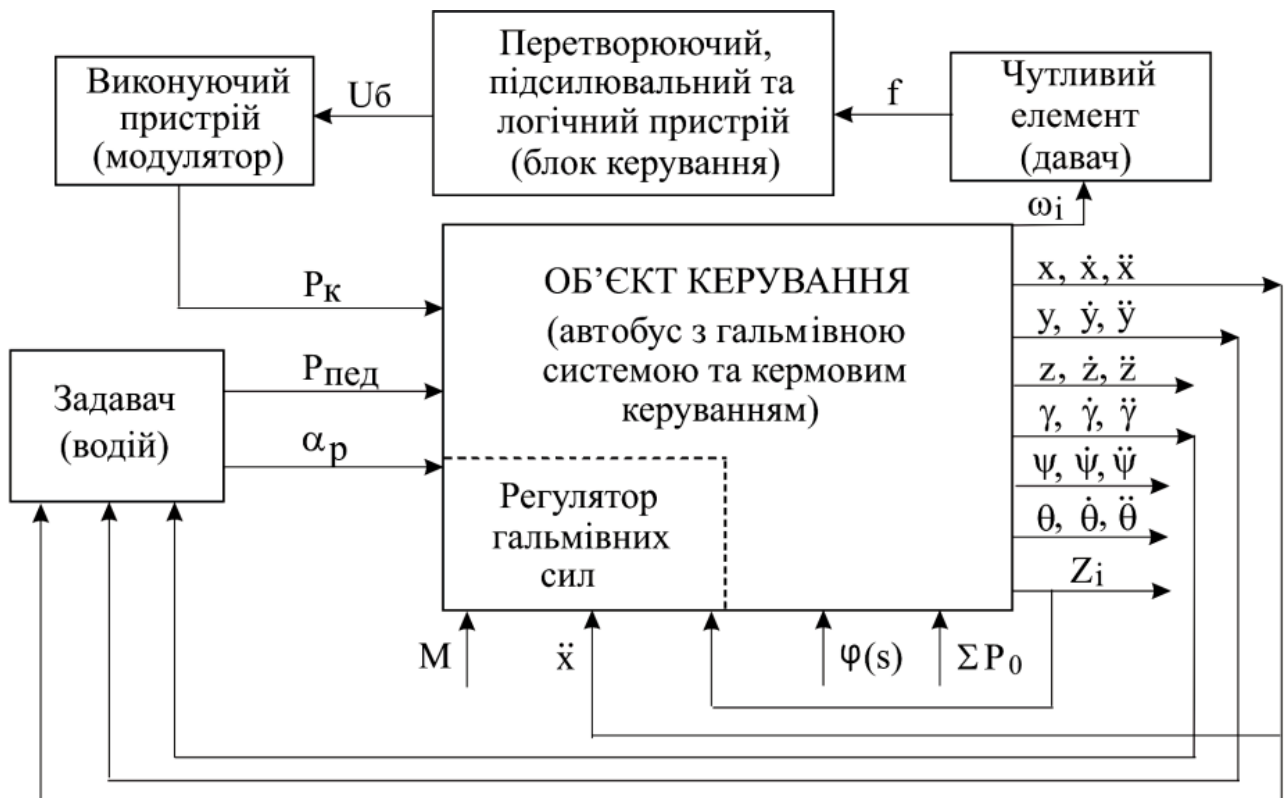 Виконуючий
пристрій
(модулятор)
Uб
Перетворюючий,
підсилювальний та
логічний пристрій
(блок керування)
f
Чутливий
елемент
(давач)
ωi
Pк
Pпед
αp
Задавач
(водій)
ОБ’ЄКТ КЕРУВАННЯ
(автобус з гальмівною
системою та кермовим
керуванням)
Регулятор
гальмівних
сил
x, ẋ, ẍ
y, ẏ, ÿ
z, ż, z̈
γ, γ̇, γ̈
ψ, ψ̇, ψ̈
θ, θ̇, θ̈
Zi
M
ẍ
φ(s)
ΣP0